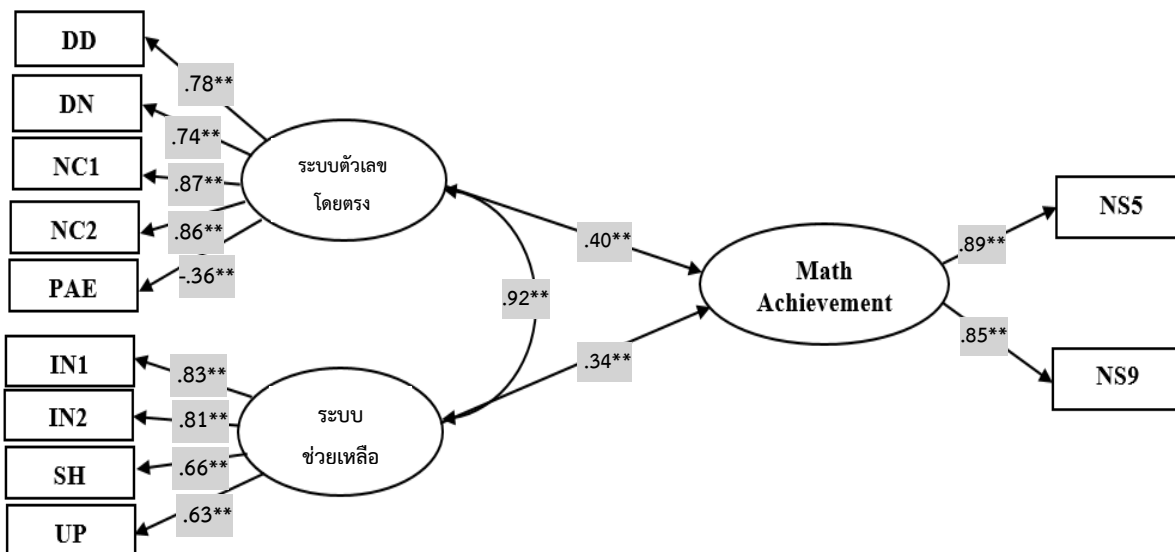 DD
.78**
DN
.74**
NC1
.87**
NC2
.86**
PAE
-.36**
ระบบตัวเลข
โดยตรง
IN1
.83**
IN2
.81**
SH
.66**
UP
.63**
ระบบ
ช่วยเหลือ
.92**
.40**
.34**
Math
Achievement
.89**
NS5
.85**
NS9